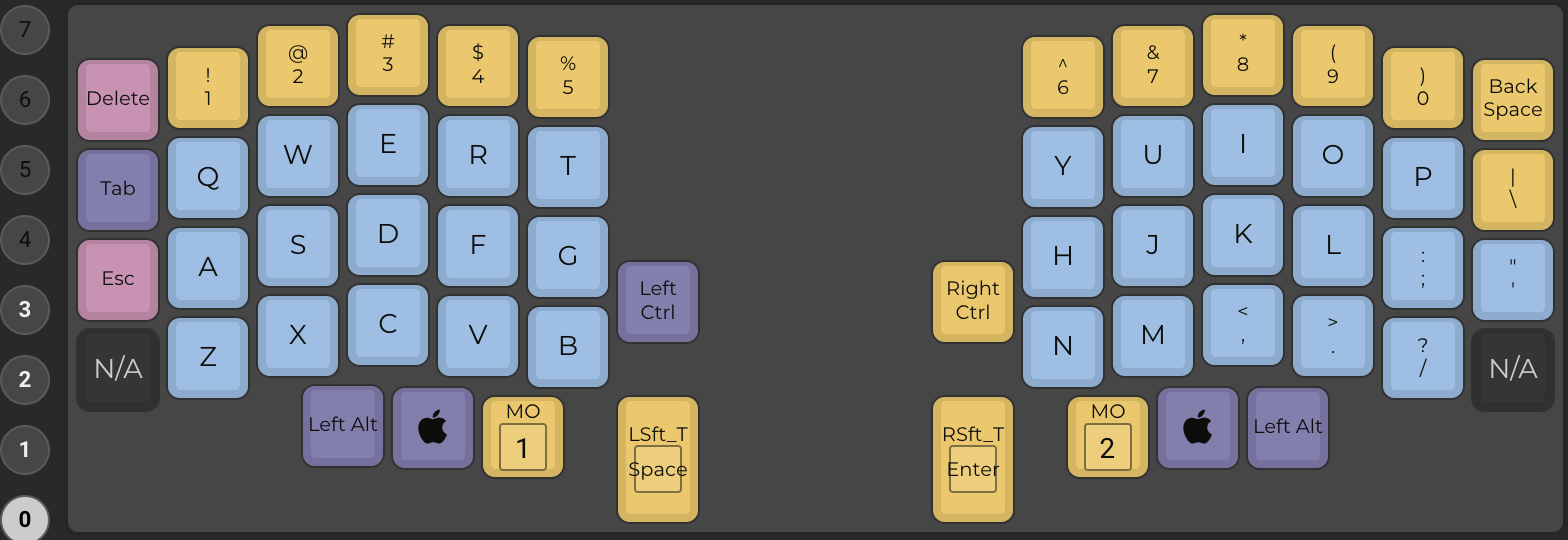 7
6
5
4
3
2
1
0
Delete
!
1
@
2
#
3
$
4
%
5
^
6
&
7
*
8
(
9
)
0
Back
Space
Tab
Q
W
E
R
T
Y
U
I
O
P
|
\
Esc
A
S
D
F
G
Left
Ctrl
Right
Ctrl
H
J
K
L
:
;
"
'
N/A
Z
X
C
V
B
N
M
<
,
>
.
?
/
N/A
Left Alt
MO
1
LSft_T
Space
RSft_T
Enter
MO
2
Left Alt